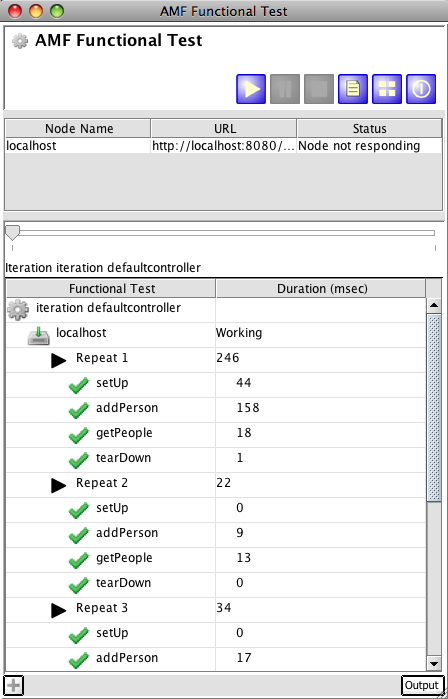 AMF Functional Test
AMF Functional Test
Node Name URL Status
localhost http://localhost:8080/... Node not responding
Iteration iteration defaultcontroller
Functional Test Duration (msec)
iteration defaultcontroller
localhost Working
Repeat 1 246
setUp 44
addPerson 158
getPeople 18
tearDown 1
Repeat 2 22
setUp 0
addPerson 9
getPeople 13
tearDown 0
Repeat 3 34
setUp 0
addPerson 17
Output